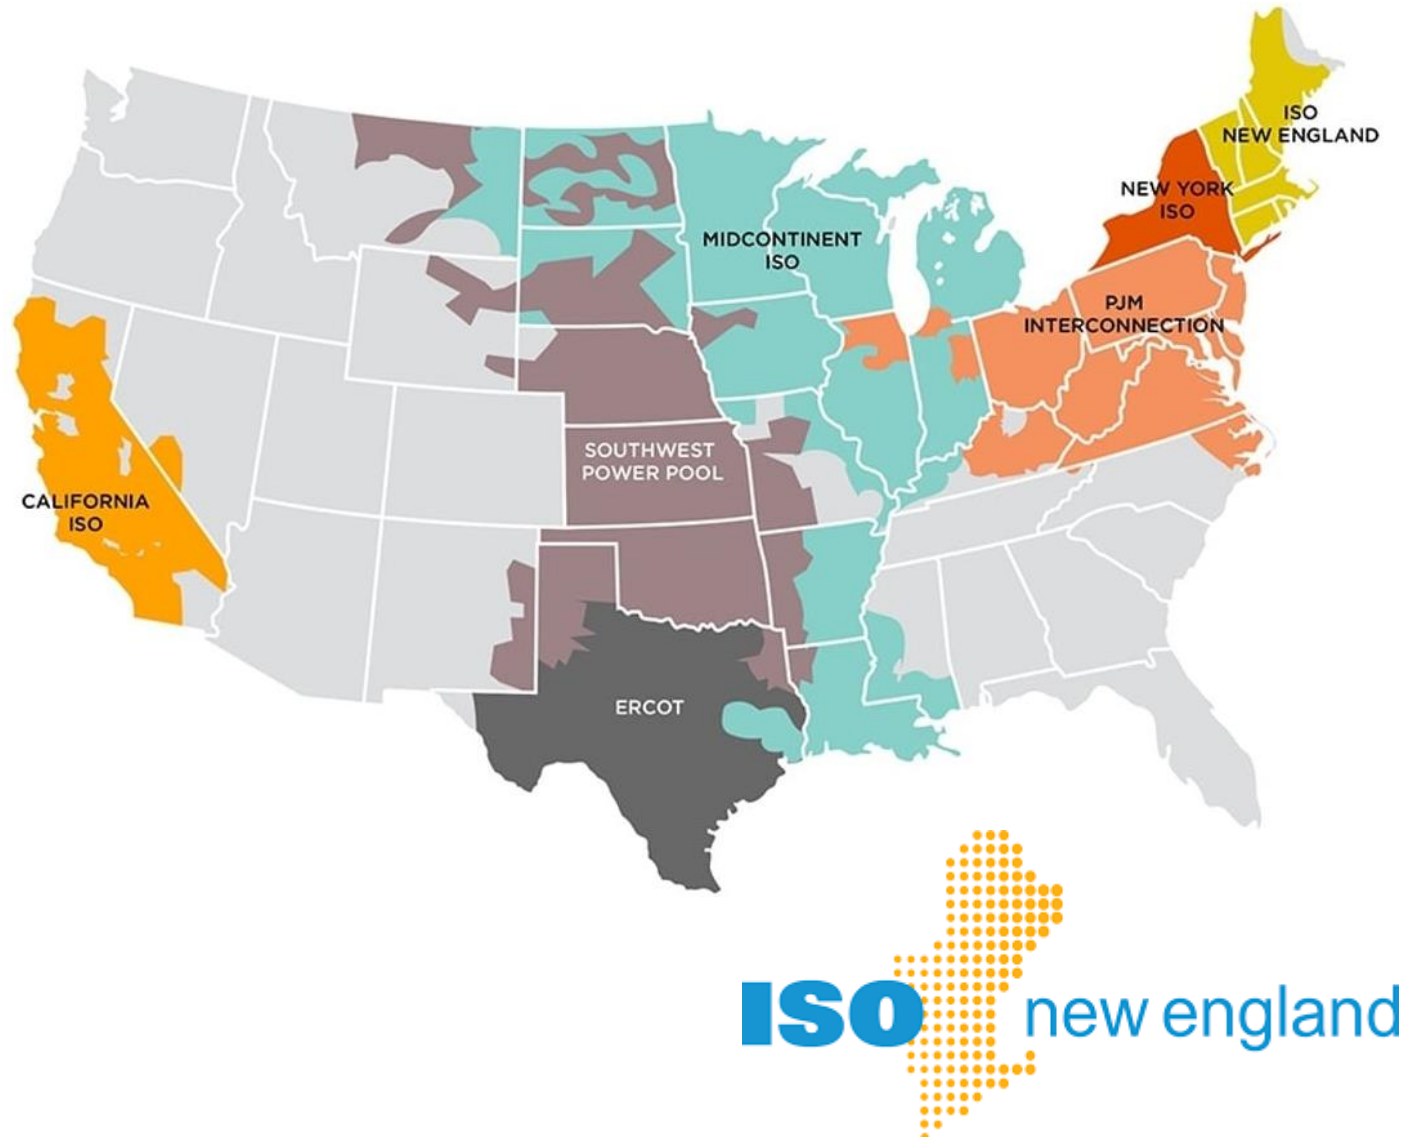 ISO
NEW ENGLAND
NEW YORK
ISO
MIDCONTINENT
ISO
PJM
INTERCONNECTION
SOUTHWEST
POWER POOL
CALIFORNIA
ISO
ERCOT
ISO new england